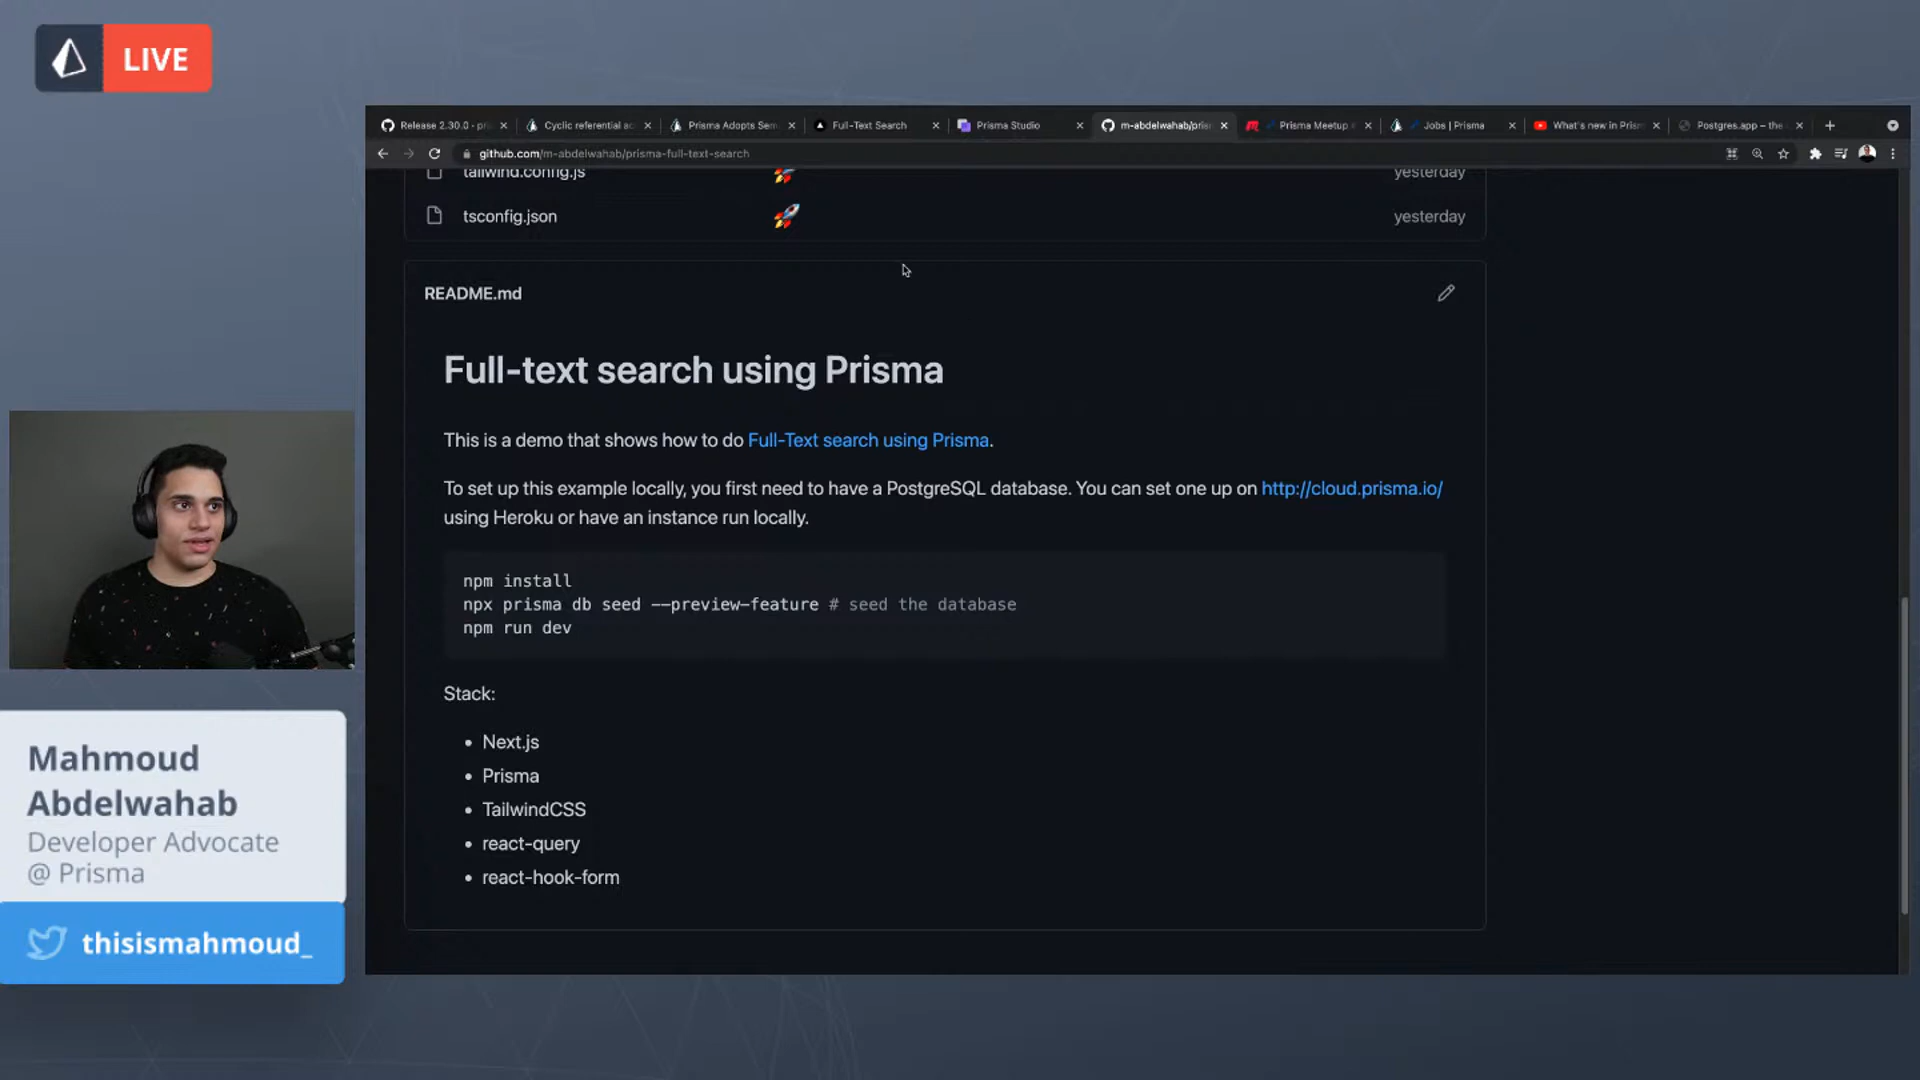 LIVE
Release 2.30.0 · pri
Cyclic referential ac
Prisma Adopts Sem
Full-Text Search
Prisma Studio
m-abdelwahab/pris
Prisma Meetup
Jobs | Prisma
What's new in Prism
Postgres.app – the
github.com/m-abdelwahab/prisma-full-text-search
tailwind.config.js 🚀 yesterday
tsconfig.json 🚀 yesterday
README.md
Full-text search using Prisma
This is a demo that shows how to do Full-Text search using Prisma.
To set up this example locally, you first need to have a PostgreSQL database. You can set one up on http://cloud.prisma.io/
using Heroku or have an instance run locally.
npm install
npx prisma db seed --preview-feature # seed the database
npm run dev
Stack:
• Next.js
• Prisma
• TailwindCSS
• react-query
• react-hook-form
Mahmoud
Abdelwahab
Developer Advocate
@ Prisma
thisismahmoud_